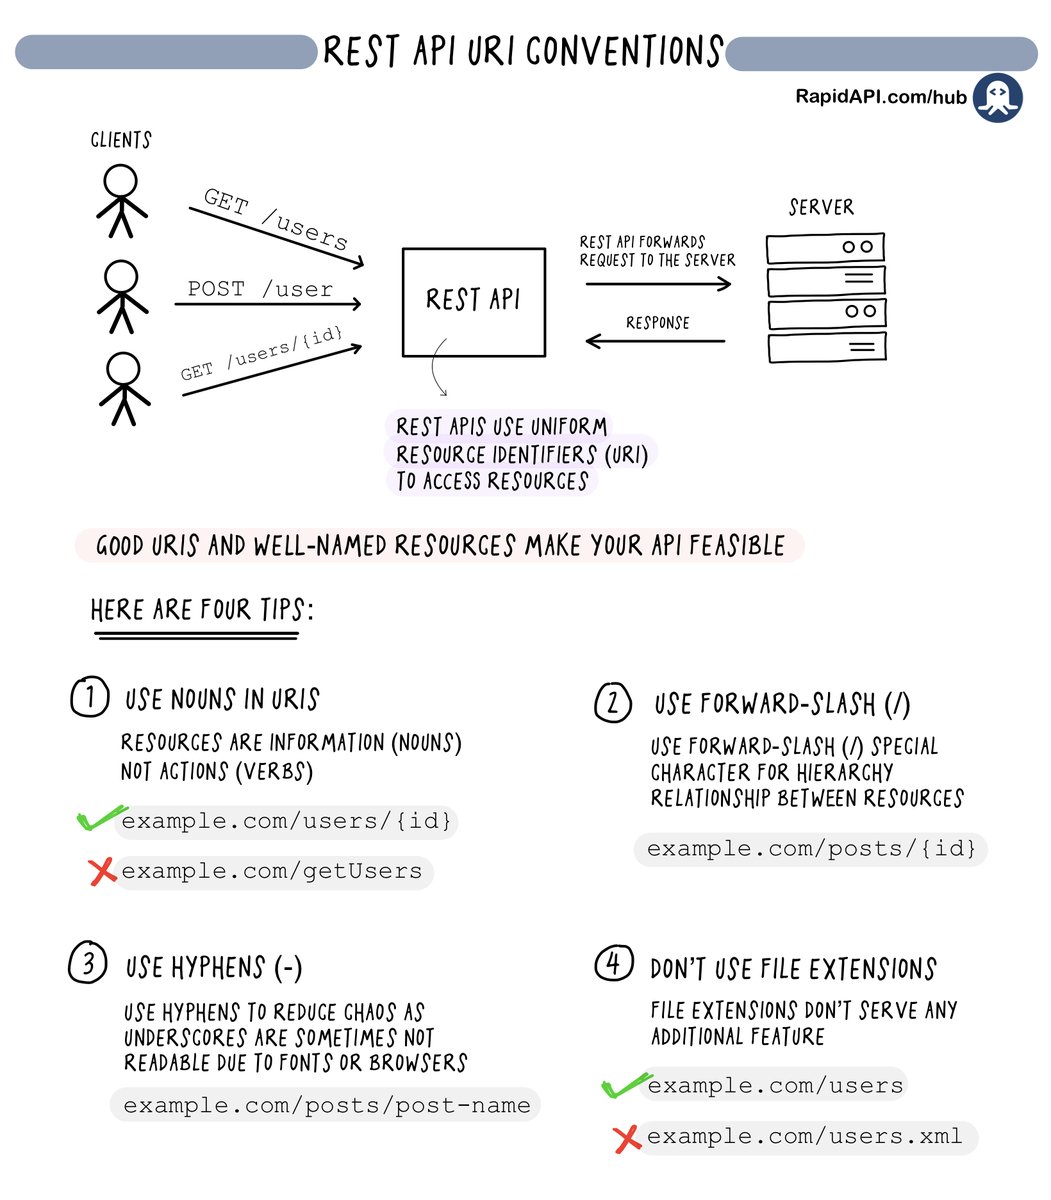 REST API URI CONVENTIONS
RapidAPI.com/hub
CLIENTS
GET /users
POST /user
GET /users/{id}
REST API
REST API FORWARDS
REQUEST TO THE SERVER
RESPONSE
SERVER
REST APIS USE UNIFORM
RESOURCE IDENTIFIERS (URI)
TO ACCESS RESOURCES
GOOD URIS AND WELL-NAMED RESOURCES MAKE YOUR API FEASIBLE
HERE ARE FOUR TIPS:
1 USE NOUNS IN URIS
RESOURCES ARE INFORMATION (NOUNS)
NOT ACTIONS (VERBS)
example.com/users/{id}
example.com/getUsers
2 USE FORWARD-SLASH (/)
USE FORWARD-SLASH (/) SPECIAL
CHARACTER FOR HIERARCHY
RELATIONSHIP BETWEEN RESOURCES
example.com/posts/{id}
3 USE HYPHENS (-)
USE HYPHENS TO REDUCE CHAOS AS
UNDERSCORES ARE SOMETIMES NOT
READABLE DUE TO FONTS OR BROWSERS
example.com/posts/post-name
4 DON'T USE FILE EXTENSIONS
FILE EXTENSIONS DON'T SERVE ANY
ADDITIONAL FEATURE
example.com/users
example.com/users.xml